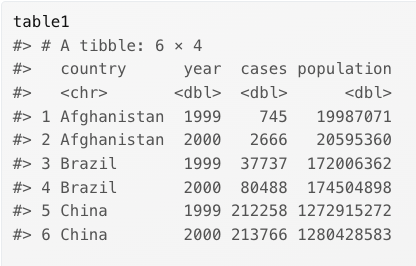 table1
#> # A tibble: 6 × 4
#>   country      year  cases population
#>   <chr>       <dbl>  <dbl>      <dbl>
#> 1 Afghanistan  1999    745   19987071
#> 2 Afghanistan  2000   2666   20595360
#> 3 Brazil       1999  37737  172006362
#> 4 Brazil       2000  80488  174504898
#> 5 China        1999 212258 1272915272
#> 6 China        2000 213766 1280428583